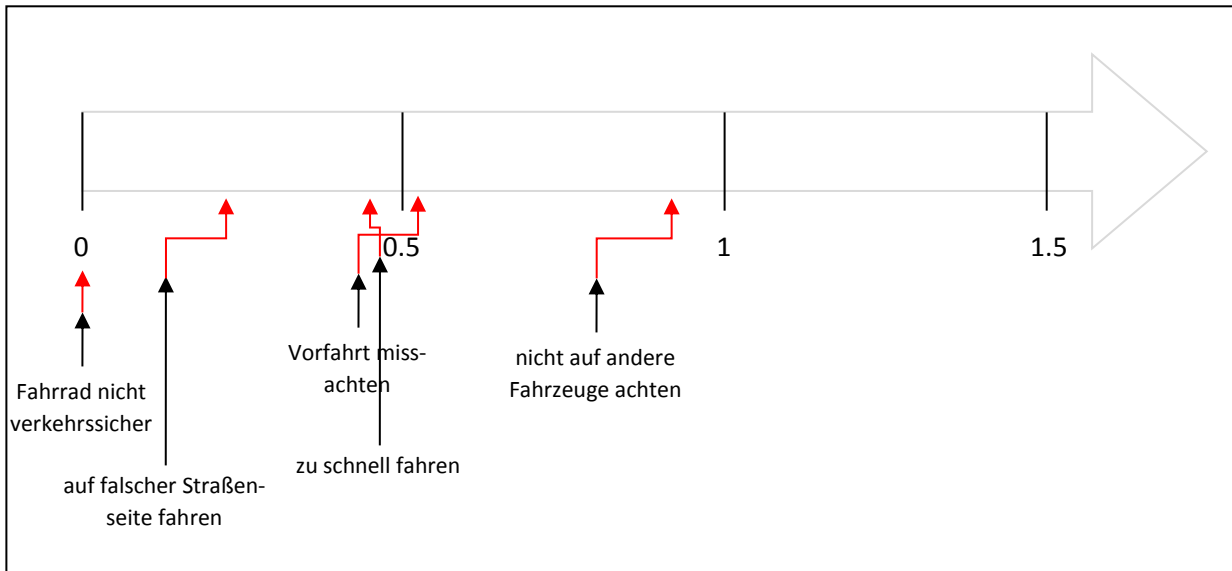 0
0.5
1
1.5
Fahrrad nicht
verkehrssicher
auf falscher Straßen-
seite fahren
Vorfahrt miss-
achten
zu schnell fahren
nicht auf andere
Fahrzeuge achten